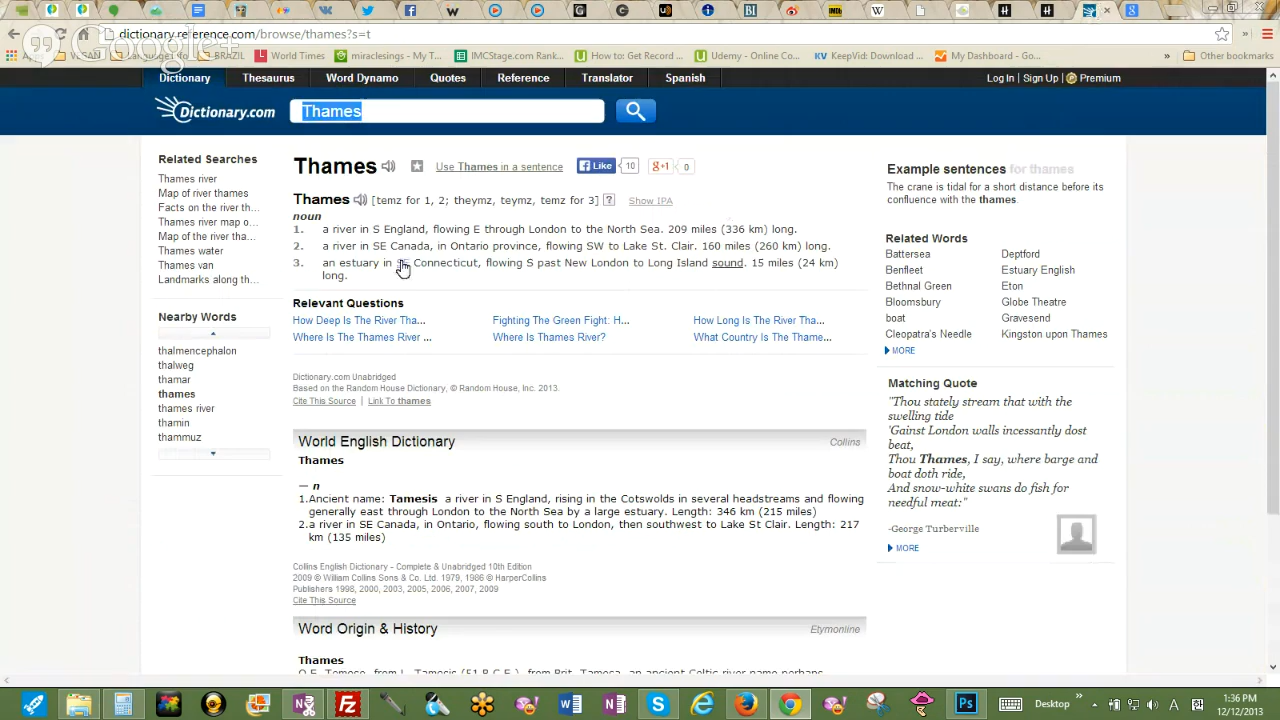 dictionary.reference.com/browse/thames?s=t
Google+
World Times
miraclesings - My T...
IMCStage.com Rank...
How to: Get Record ...
Udemy - Online Co...
KeepVid: Download ...
My Dashboard - Go...
»
Other bookmarks
Dictionary
Thesaurus
Word Dynamo
Quotes
Reference
Translator
Spanish
Log In | Sign Up | Premium
Dictionary.com
Thames
Related Searches
Thames river
Map of river thames
Facts on the river th...
Thames river map o...
Map of the river tha...
Thames water
Thames van
Landmarks along th...
Nearby Words
thalmencephalon
thalweg
thamar
thames
thames river
thamin
thammuz
Thames
Use Thames in a sentence
Like 10
g+1 0
Thames [temz for 1, 2; theymz, teymz, temz for 3] ? Show IPA
noun
1. a river in S England, flowing E through London to the North Sea. 209 miles (336 km) long.
2. a river in SE Canada, in Ontario province, flowing SW to Lake St. Clair. 160 miles (260 km) long.
3. an estuary in SE Connecticut, flowing S past New London to Long Island sound. 15 miles (24 km)
long.
Relevant Questions
How Deep Is The River Tha...
Fighting The Green Fight: H...
How Long Is The River Tha...
Where Is The Thames River ...
Where Is Thames River?
What Country Is The Thame...
Dictionary.com Unabridged
Based on the Random House Dictionary, © Random House, Inc. 2013.
Cite This Source | Link To thames
World English Dictionary
Collins
Thames
— n
1.Ancient name: Tamesis a river in S England, rising in the Cotswolds in several headstreams and flowing
generally east through London to the North Sea by a large estuary. Length: 346 km (215 miles)
2.a river in SE Canada, in Ontario, flowing south to London, then southwest to Lake St Clair. Length: 217
km (135 miles)
Collins English Dictionary - Complete & Unabridged 10th Edition
2009 © William Collins Sons & Co. Ltd. 1979, 1986 © HarperCollins
Publishers 1998, 2000, 2003, 2005, 2006, 2007, 2009
Cite This Source
Word Origin & History
Etymonline
Thames
Example sentences for thames
The crane is tidal for a short distance before its
confluence with the thames.
Related Words
Battersea
Deptford
Benfleet
Estuary English
Bethnal Green
Eton
Bloomsbury
Globe Theatre
boat
Gravesend
Cleopatra's Needle
Kingston upon Thames
MORE
Matching Quote
"Thou stately stream that with the
swelling tide
'Gainst London walls incessantly dost
beat,
Thou Thames, I say, where barge and
boat doth ride,
And snow-white swans do fish for
needful meat:"
-George Turberville
MORE
Desktop
1:36 PM
12/12/2013